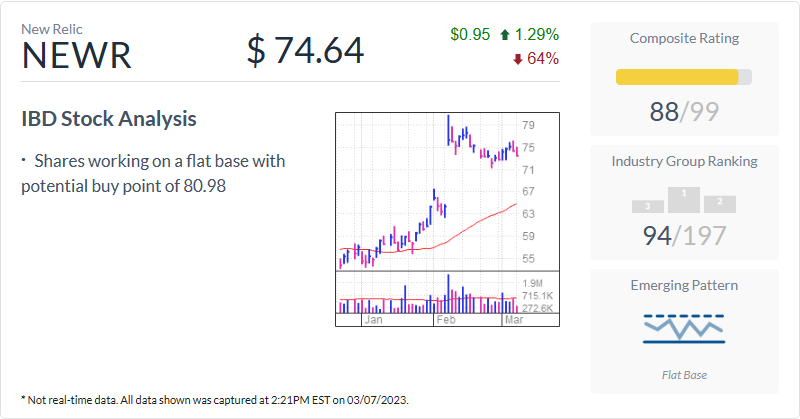 New Relic
NEWR
$ 74.64
$0.95 1.29%
64%
IBD Stock Analysis
· Shares working on a flat base with
potential buy point of 80.98
79
75
71
67
63
59
55
1.9M
715.1K
272.6K
Jan Feb Mar
Composite Rating
88/99
Industry Group Ranking
3 1 2
94/197
Emerging Pattern
Flat Base
* Not real-time data. All data shown was captured at 2:21PM EST on 03/07/2023.